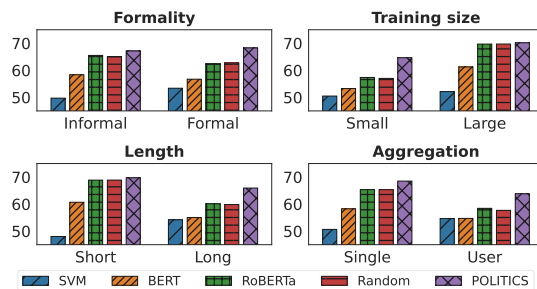 Formality
Training size
70
60
50
Informal
Formal
70
60
50
Small
Large
Length
Aggregation
70
60
50
Short
Long
70
60
50
Single
User
SVM
BERT
RoBERTa
Random
POLITICS